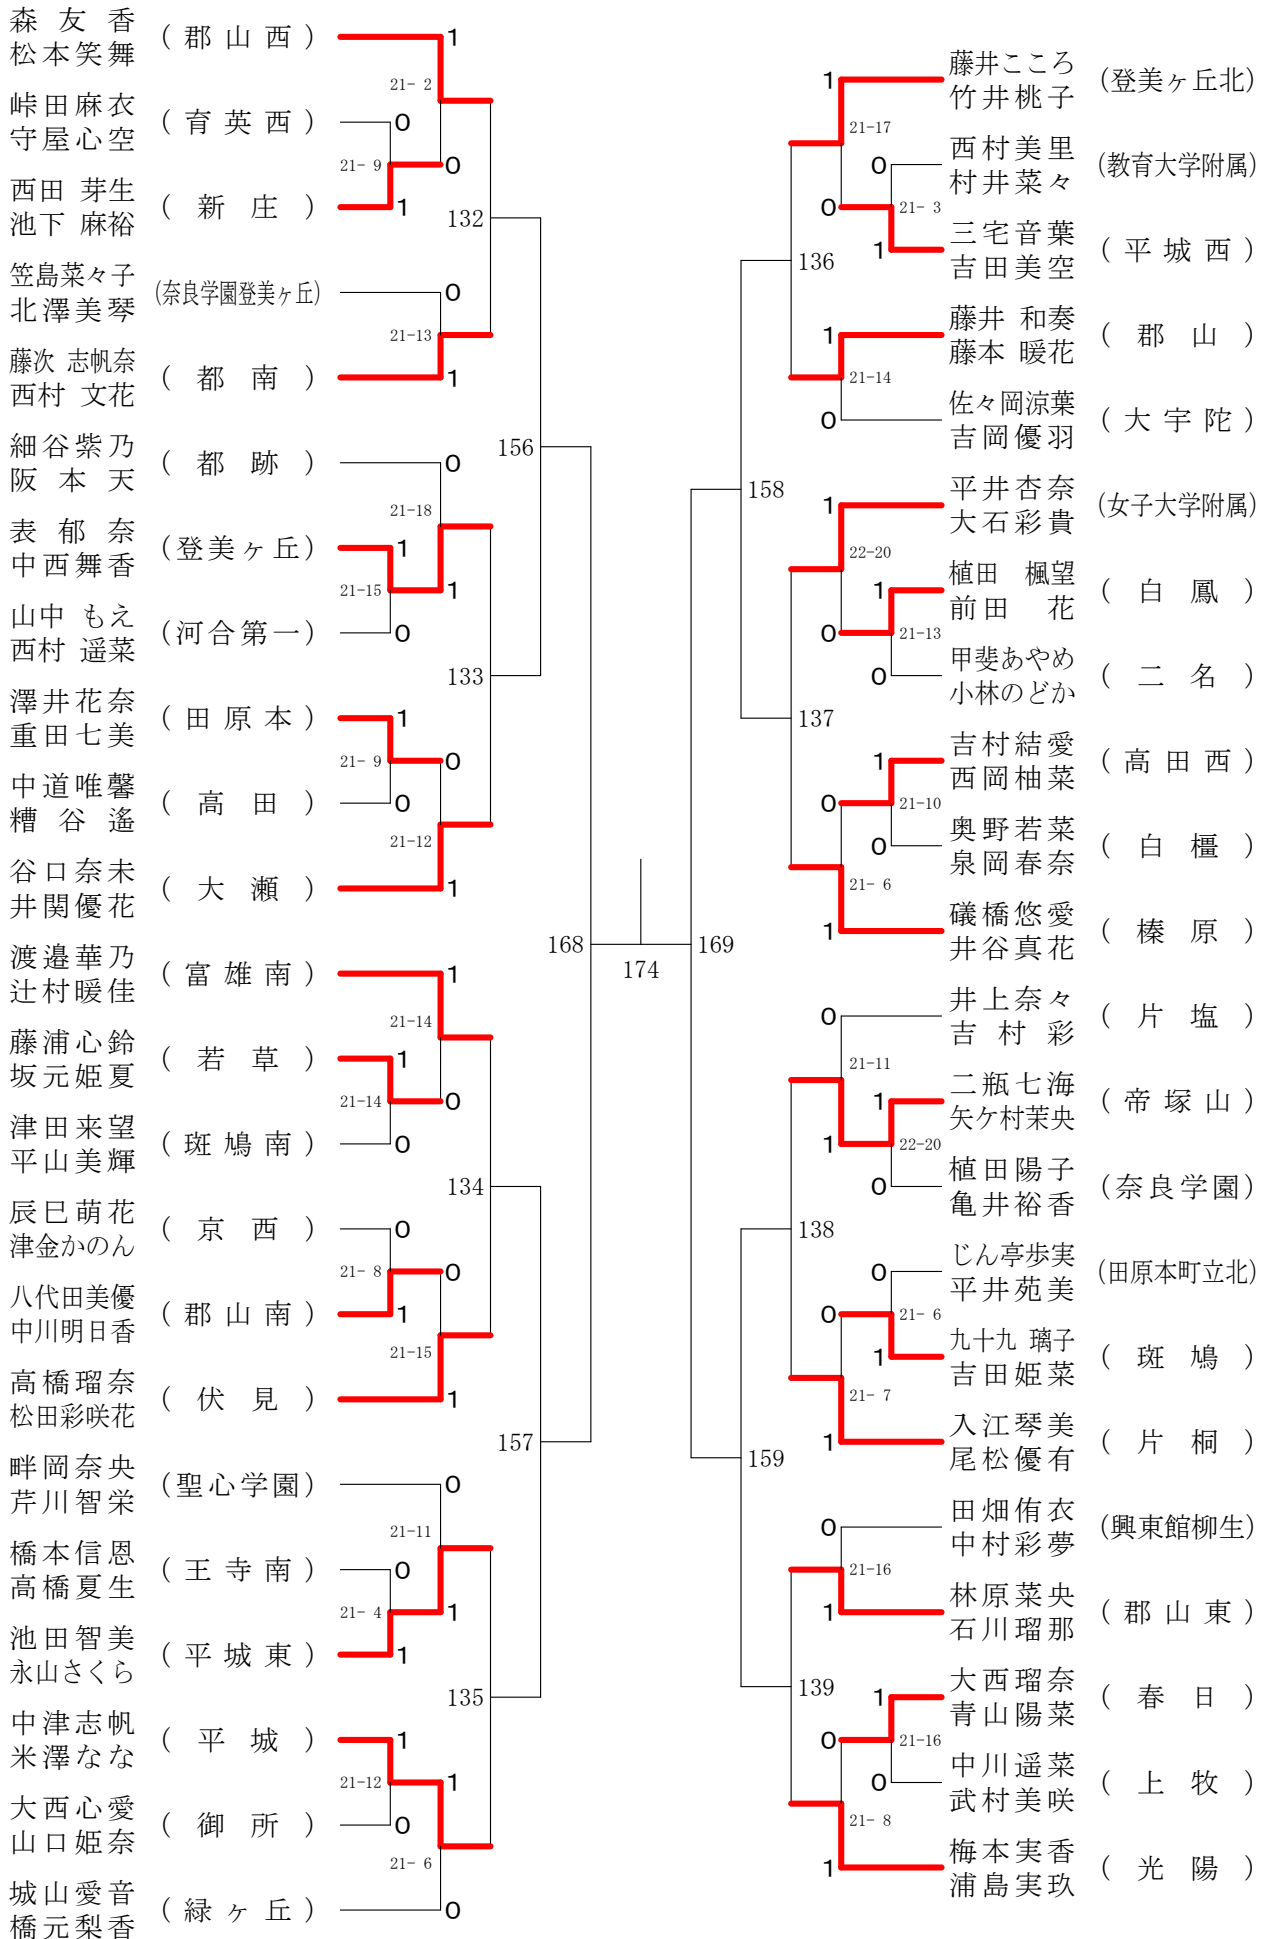 森友香
松本笑舞
(郡山西)
1
21- 2
峠田麻衣
守屋心空
(育英西)
0
21- 9
0
西田 芽生
池下 麻裕
(新庄)
1
132
笠島菜々子
北澤美琴
(奈良学園登美ヶ丘)
0
21-13
藤次 志帆奈
西村 文花
(都南)
1
156
細谷紫乃
阪本天
(都跡)
0
21-18
表郁奈
中西舞香
(登美ヶ丘)
1
21-15
1
山中 もえ
西村 遥菜
(河合第一)
0
133
澤井花奈
重田七美
(田原本)
1
21- 9
0
中道唯馨
糟谷遙
(高田)
0
21-12
谷口奈未
井関優花
(大瀬)
1
168
渡邉華乃
辻村暖佳
(富雄南)
1
21-14
藤浦心鈴
坂元姫夏
(若草)
1
21-14
0
津田来望
平山美輝
(斑鳩南)
0
134
辰巳萌花
津金かのん
(京西)
0
21- 8
0
八代田美優
中川明日香
(郡山南)
1
21-15
高橋瑠奈
松田彩咲花
(伏見)
1
157
畔岡奈央
芹川智栄
(聖心学園)
0
21-11
橋本信恩
高橋夏生
(王寺南)
0
21- 4
1
池田智美
永山さくら
(平城東)
1
135
中津志帆
米澤なな
(平城)
1
21-12
1
大西心愛
山口姫奈
(御所)
0
21- 6
城山愛音
橋元梨香
(緑ヶ丘)
0
174
1
藤井こころ
竹井桃子
(登美ヶ丘北)
21-17
0
西村美里
村井菜々
(教育大学附属)
0
21- 3
1
三宅音葉
吉田美空
(平城西)
136
1
藤井 和奏
藤本 暖花
(郡山)
21-14
0
佐々岡涼葉
吉岡優羽
(大宇陀)
158
1
平井杏奈
大石彩貴
(女子大学附属)
22-20
1
植田 楓望
前田 花
(白鳳)
0
21-13
0
甲斐あやめ
小林のどか
(二名)
137
1
吉村結愛
西岡柚菜
(高田西)
0
21-10
0
奥野若菜
泉岡春奈
(白橿)
21- 6
1
礒橋悠愛
井谷真花
(榛原)
169
0
井上奈々
吉村彩
(片塩)
21-11
1
二瓶七海
矢ケ村茉央
(帝塚山)
1
22-20
0
植田陽子
亀井裕香
(奈良学園)
138
0
じん亭歩実
平井苑美
(田原本町立北)
0
21- 6
1
九十九 璃子
吉田姫菜
(斑鳩)
21- 7
1
入江琴美
尾松優有
(片桐)
159
0
田畑侑衣
中村彩夢
(興東館柳生)
21-16
1
林原菜央
石川瑠那
(郡山東)
139
1
大西瑠奈
青山陽菜
(春日)
0
21-16
0
中川遥菜
武村美咲
(上牧)
21- 8
1
梅本実香
浦島実玖
(光陽)